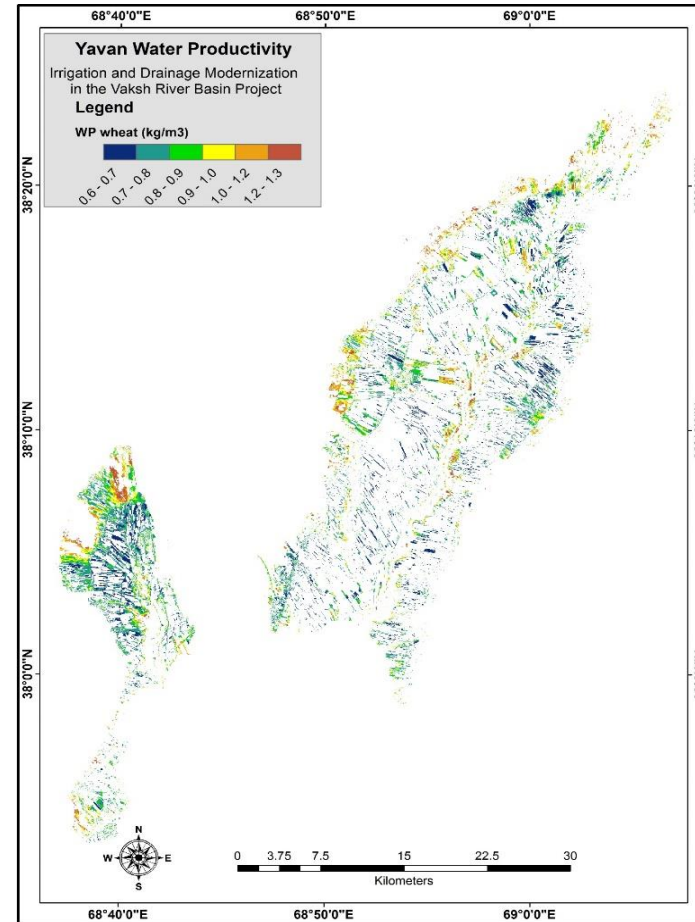 68°40'0"E 68°50'0"E 69°0'0"E
Yavan Water Productivity
Irrigation and Drainage Modernization
in the Vaksh River Basin Project
Legend
WP wheat (kg/m3)
0.6 - 0.7
0.7 - 0.8
0.8 - 0.9
0.9 - 1.0
1.0 - 1.2
1.2 - 1.3
38°20'0"N
38°10'0"N
38°0'0"N
N
W E
S
0 3.75 7.5 15 22.5 30
Kilometers
68°40'0"E 68°50'0"E 69°0'0"E